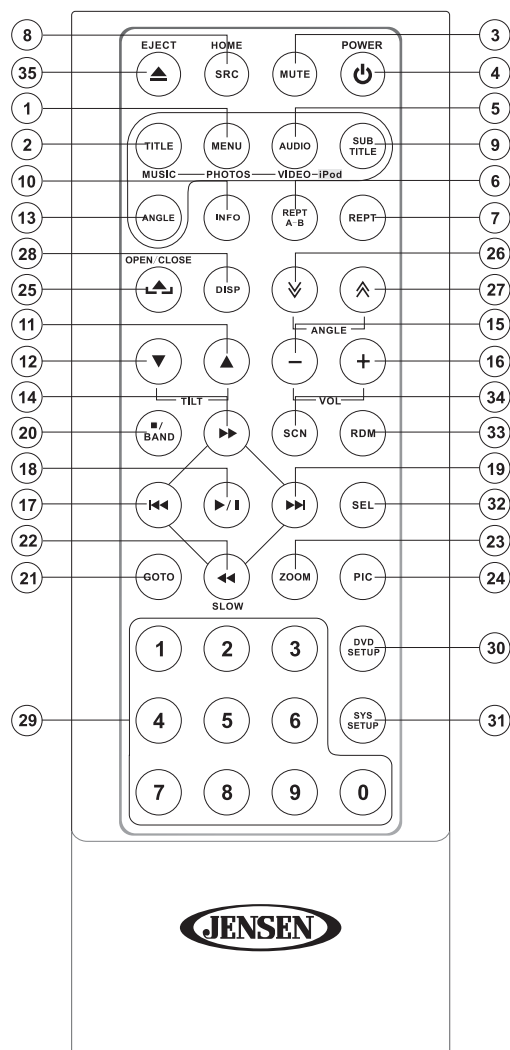 EJECT HOME POWER
8 3
35 SRC MUTE 4
1 5
2 TITLE MENU AUDIO SUB TITLE 9
MUSIC PHOTOS VIDEO iPod
10 6
13 ANGLE INFO REPT A-B REPT 7
28 26
OPEN/CLOSE
25 DISP 27
11 ANGLE 15
12 − + 16
14 TILT VOL 34
20 ■/ BAND ▶▶ SCN RDM 33
18 19
17 ▶/❚❚ SEL 32
22 23
21 GOTO ◀◀ ZOOM PIC 24
SLOW
1 2 3 DVD SETUP 30
29 4 5 6 SYS SETUP 31
7 8 9 0
JENSEN